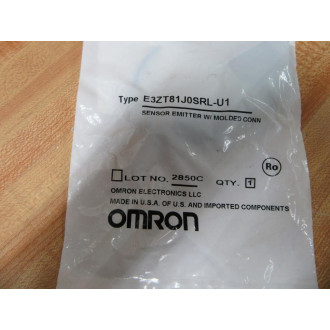 Type E3ZT81J0SRL-U1
SENSOR EMITTER W/ MOLDED CONN
Ro
LOT NO. 2850C QTY. 1
OMRON ELECTRONICS LLC
MADE IN U.S.A. OF U.S. AND IMPORTED COMPONENTS
OMRON